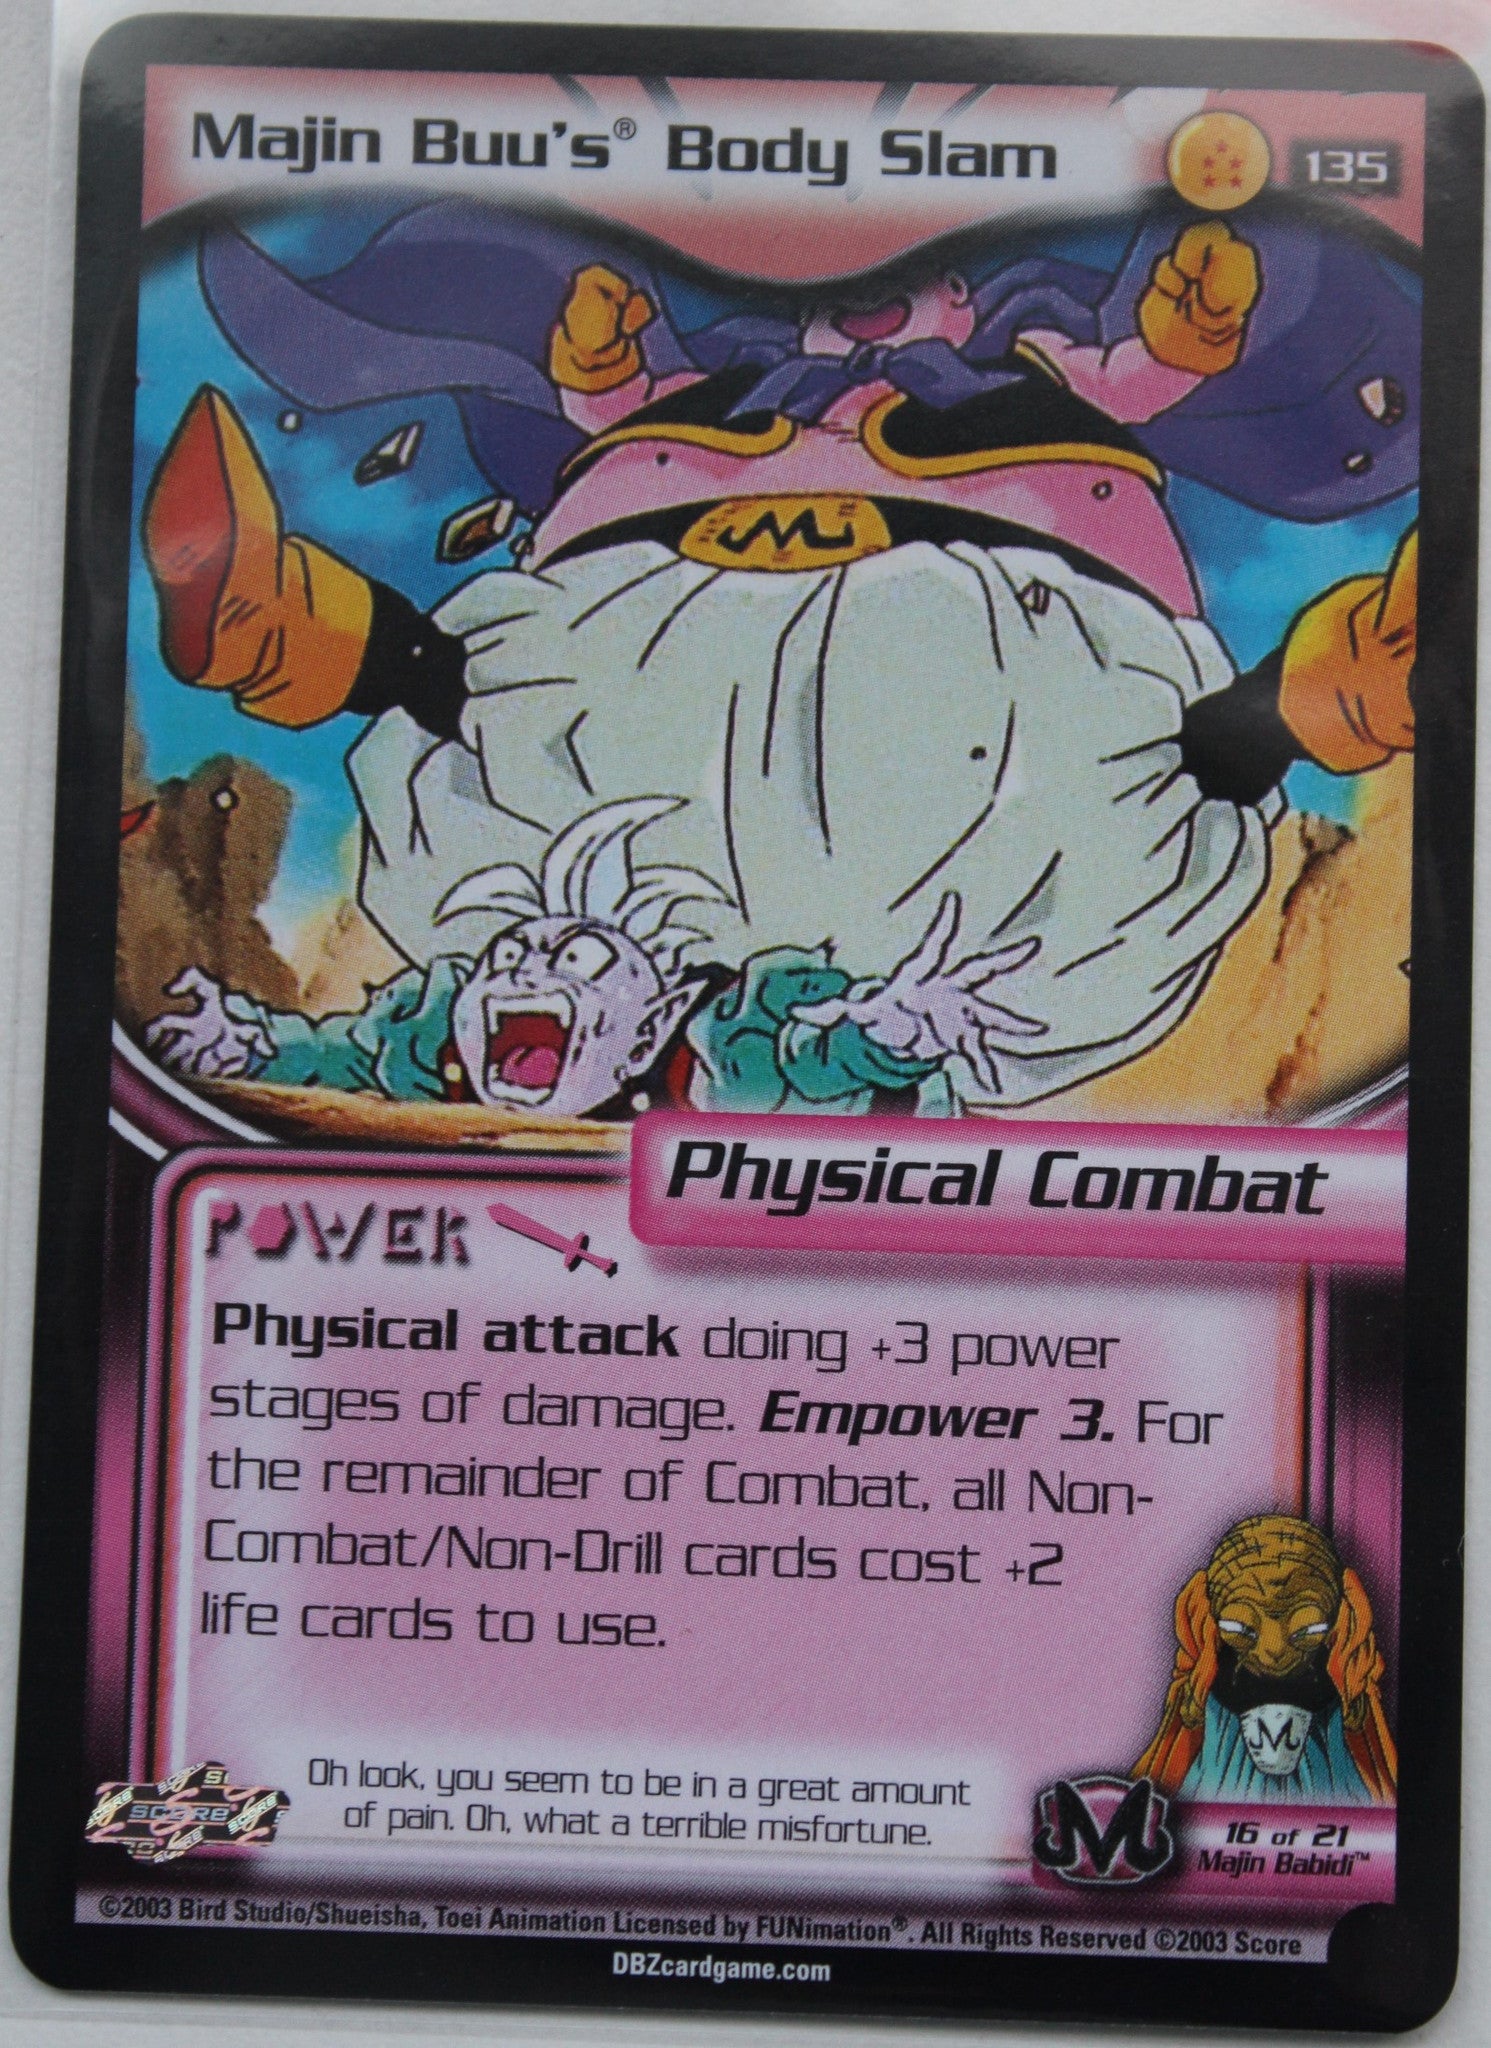 Majin Buu's® Body Slam
135
M
Physical Combat
POWER
Physical attack doing +3 power
stages of damage. Empower 3. For
the remainder of Combat, all Non-
Combat/Non-Drill cards cost +2
life cards to use.
Oh look, you seem to be in a great amount
of pain. Oh, what a terrible misfortune.
SCORE
M
M
16 of 21
Majin Babidi™
©2003 Bird Studio/Shueisha, Toei Animation Licensed by FUNimation®. All Rights Reserved ©2003 Score
DBZcardgame.com